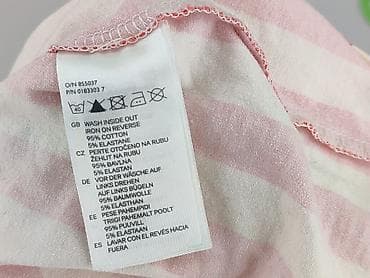 O/N 855037
P/N 0183303 7
40
GB WASH INSIDE OUT
IRON ON REVERSE
95% COTTON
5% ELASTANE
CZ PERTE OTOČENO NA RUBU
ŽEHLIT NA RUBU
95% BAVLNA
5% ELASTAN
DE VOR DER WÄSCHE AUF
LINKS DREHEN
AUF LINKS BÜGELN
95% BAUMWOLLE
5% ELASTHAN
EE PESE PAHEMPIDI
TRIIGI PAHEMALT POOLT
95% PUUVILL
5% ELASTAAN
ES LAVAR CON EL REVÉS HACIA
FUERA